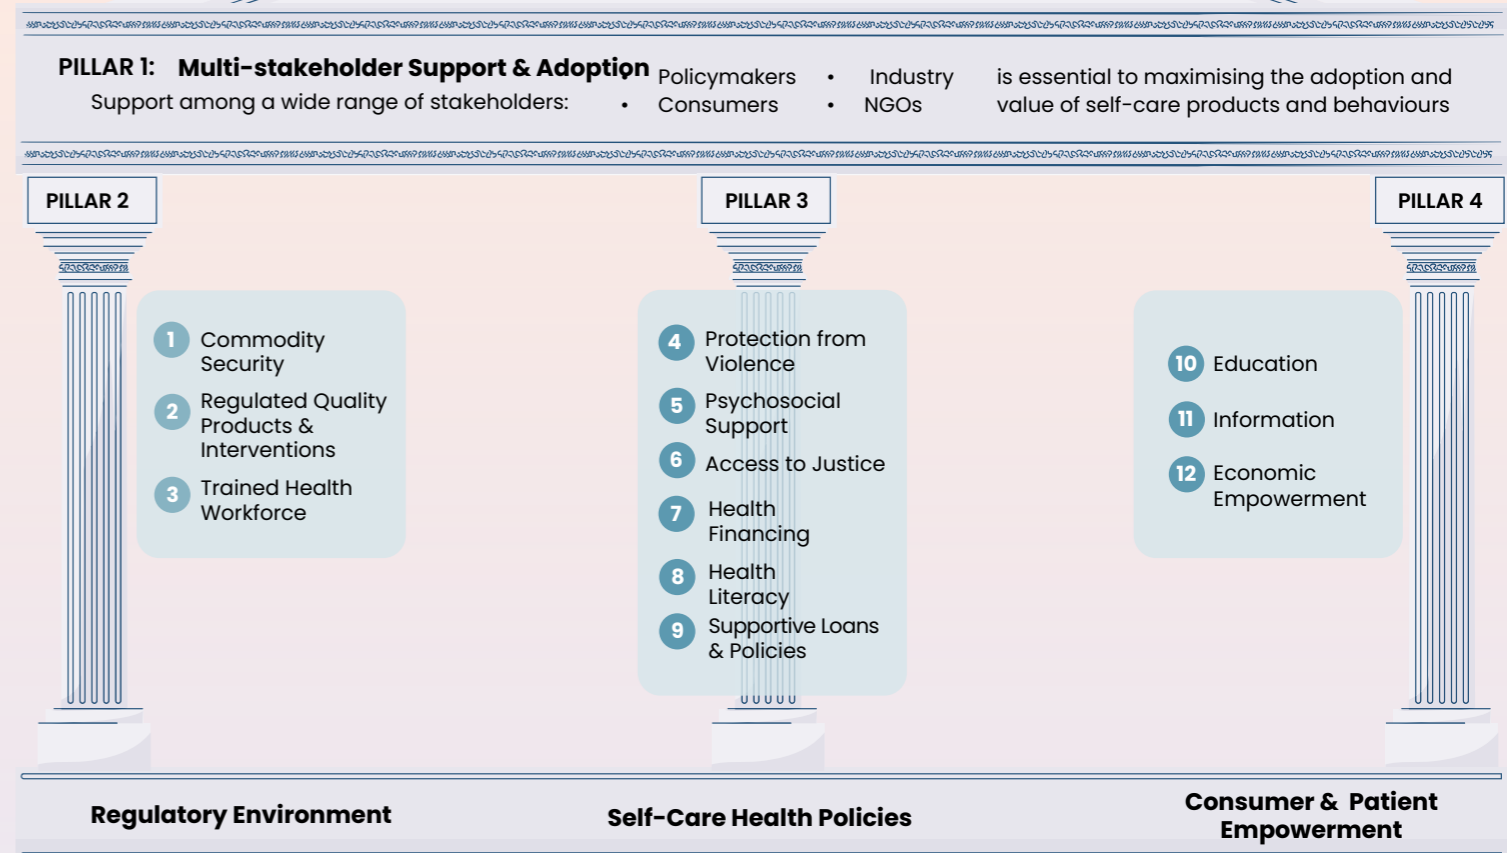 PILLAR 1: Multi-stakeholder Support & Adoption
Support among a wide range of stakeholders:
• Policymakers • Industry
• Consumers • NGOs
is essential to maximising the adoption and
value of self-care products and behaviours
PILLAR 2
PILLAR 3
PILLAR 4
1 Commodity
Security
2 Regulated Quality
Products &
Interventions
3 Trained Health
Workforce
4 Protection from
Violence
5 Psychosocial
Support
6 Access to Justice
7 Health
Financing
8 Health
Literacy
9 Supportive Loans
& Policies
10 Education
11 Information
12 Economic
Empowerment
Regulatory Environment
Self-Care Health Policies
Consumer & Patient
Empowerment